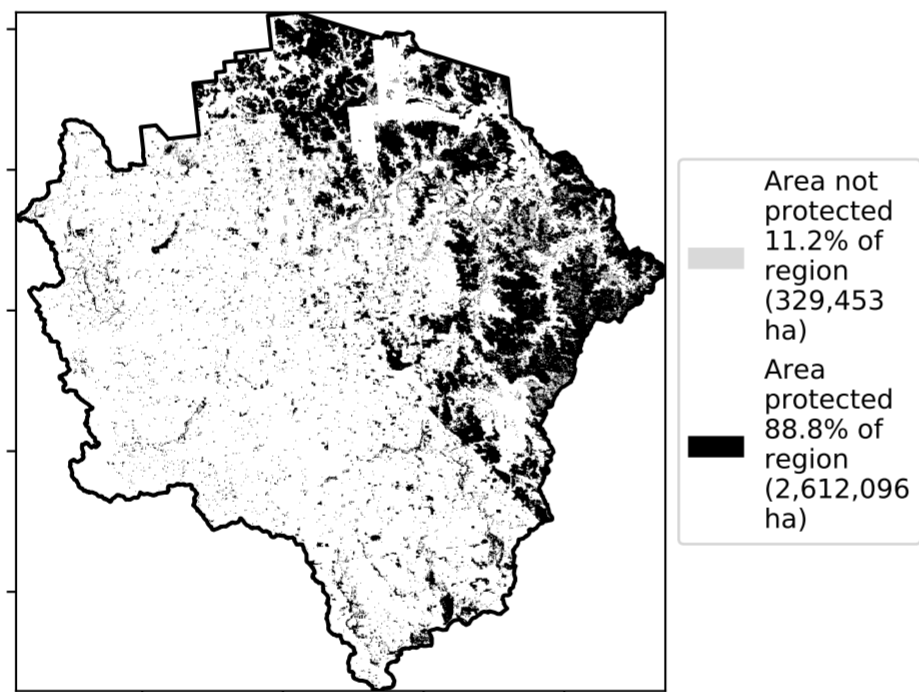 Area not
protected
11.2% of
region
(329,453
ha)
Area
protected
88.8% of
region
(2,612,096
ha)